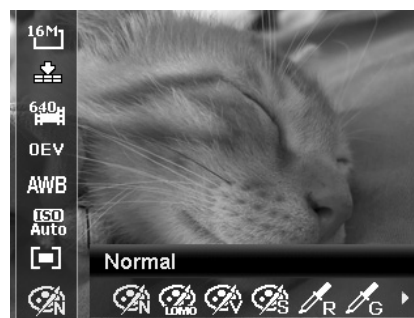 16M
640
0EV
AWB
ISO
Auto
Normal
N
N LOMO V S R G